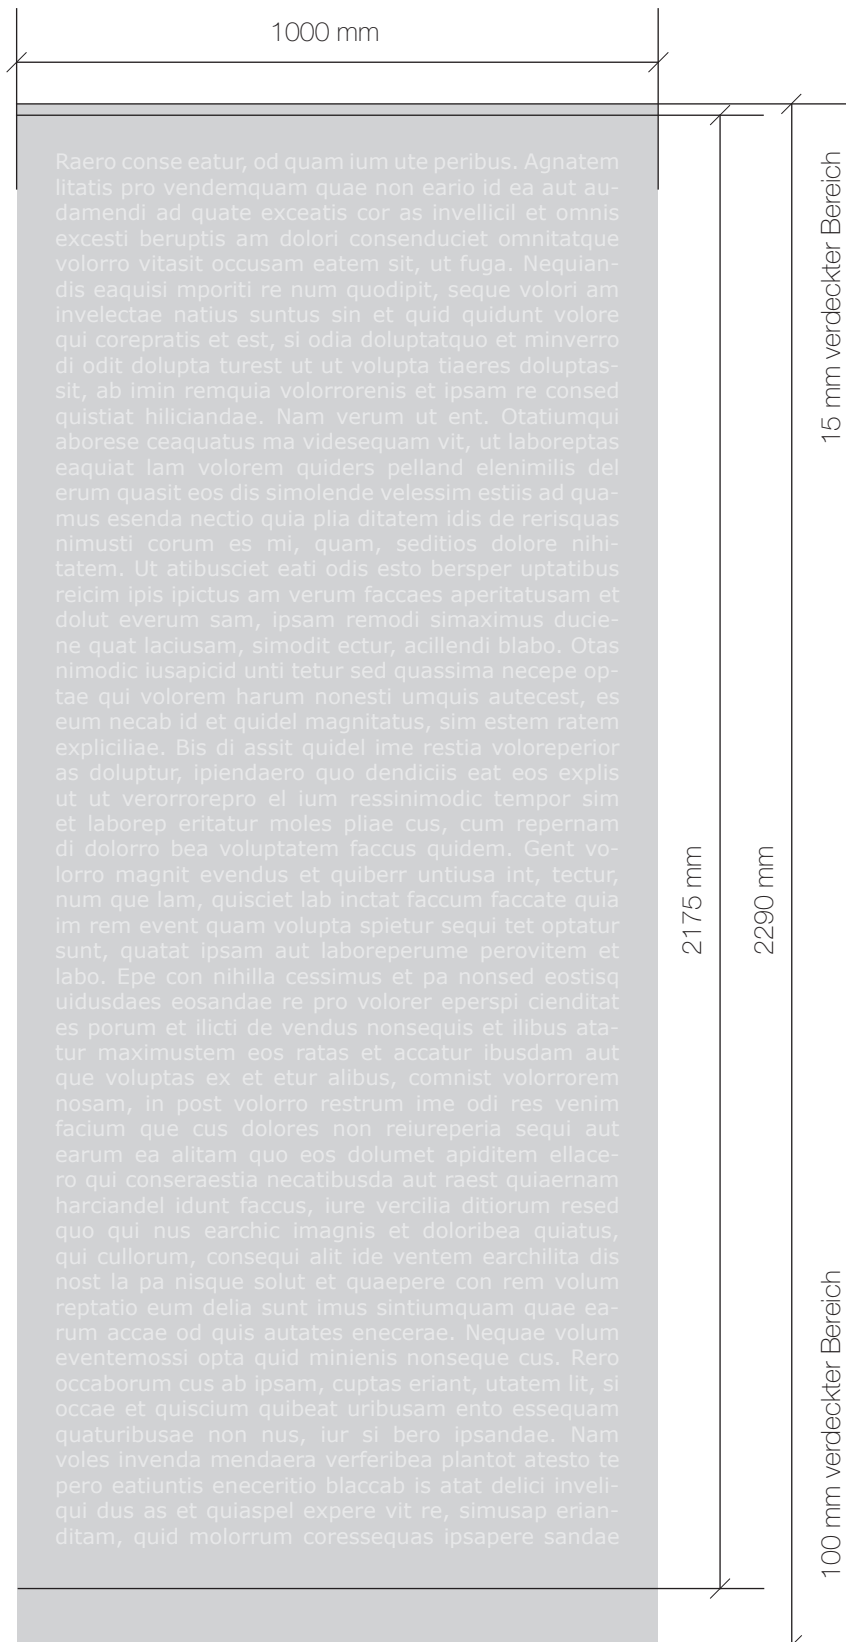 1000 mm
Raero conse eatur, od quam ium ute peribus. Agnatem
litatis pro vendemquam quae non eario id ea aut au-
damendi ad quate exceatis cor as invellicil et omnis
excesti beruptis am dolori consenduciet omnitatque
volorro vitasit occusam eatem sit, ut fuga. Nequian-
dis eaquisi mporiti re num quodipit, seque volori am
invelectae natius suntus sin et quid quidunt volore
qui corepratis et est, si odia doluptatquo et minverro
di odit dolupta turest ut ut volupta tiaeres doluptas-
sit, ab imin remquia volorrorenis et ipsam re consed
quistiat hiliciandae. Nam verum ut ent. Otatiumqui
aborese ceaquatus ma videsequam vit, ut laboreptas
eaquiat lam volorem quiders pelland elenimilis del
erum quasit eos dis simolende velessim estiis ad qua-
mus esenda nectio quia plia ditatem idis de rerisquas
nimusti corum es mi, quam, seditios dolore nihi-
tatem. Ut atibusciet eati odis esto bersper uptatibus
reicim ipis ipictus am verum faccaes aperitatusam et
dolut everum sam, ipsam remodi simaximus ducie-
ne quat laciusam, simodit ectur, acillendi blabo. Otas
nimodic iusapicid unti tetur sed quassima necepe op-
tae qui volorem harum nonesti umquis autecest, es
eum necab id et quidel magnitatus, sim estem ratem
expliciliae. Bis di assit quidel ime restia voloreperior
as doluptur, ipiendaero quo dendiciis eat eos explis
ut ut verorrorepro el ium ressinimodic tempor sim
et laborep eritatur moles pliae cus, cum repernam
di dolorro bea voluptatem faccus quidem. Gent vo-
lorro magnit evendus et quiberr untiusa int, tectur,
num que lam, quisciet lab inctat faccum faccate quia
im rem event quam volupta spietur sequi tet optatur
sunt, quatat ipsam aut laboreperume perovitem et
labo. Epe con nihilla cessimus et pa nonsed eostisq
uidusdaes eosandae re pro volorer eperspi cienditat
es porum et ilicti de vendus nonsequis et ilibus ata-
tur maximustem eos ratas et accatur ibusdam aut
que voluptas ex et etur alibus, comnist volorrorem
nosam, in post volorro restrum ime odi res venim
facium que cus dolores non reiureperia sequi aut
earum ea alitam quo eos dolumet apiditem ellace-
ro qui conseraestia necatibusda aut raest quiaernam
harciandel idunt faccus, iure vercilia ditiorum resed
quo qui nus earchic imagnis et doloribea quiatus,
qui cullorum, consequi alit ide ventem earchilita dis
nost la pa nisque solut et quaepere con rem volum
reptatio eum delia sunt imus sintiumquam quae ea-
rum accae od quis autates enecerae. Nequae volum
eventemossi opta quid minienis nonseque cus. Rero
occaborum cus ab ipsam, cuptas eriant, utatem lit, si
occae et quiscium quibeat uribusam ento essequam
quaturibusae non nus, iur si bero ipsandae. Nam
voles invenda mendaera verferibea plantot atesto te
pero eatiuntis eneceritio blaccab is atat delici inveli-
qui dus as et quiaspel expere vit re, simusap erian-
ditam, quid molorrum coressequas ipsapere sandae
2175 mm
2290 mm
15 mm verdeckter Bereich
100 mm verdeckter Bereich